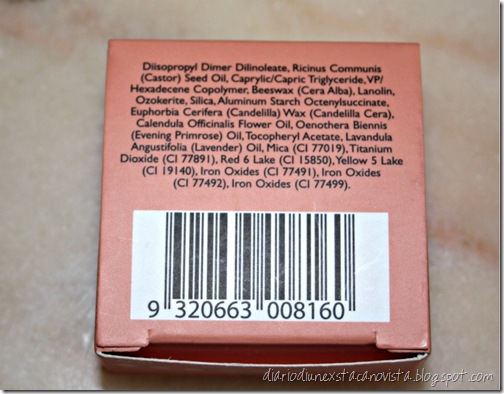 Diisopropyl Dimer Dilinoleate, Ricinus Communis
(Castor) Seed Oil, Caprylic/Capric Triglyceride, VP/
Hexadecene Copolymer, Beeswax (Cera Alba), Lanolin,
Ozokerite, Silica, Aluminum Starch Octenylsuccinate,
Euphorbia Cerifera (Candelilla) Wax (Candelilla Cera),
Calendula Officinalis Flower Oil, Oenothera Biennis
(Evening Primrose) Oil, Tocopheryl Acetate, Lavandula
Angustifolia (Lavender) Oil, Mica (CI 77019), Titanium
Dioxide (CI 77891), Red 6 Lake (CI 15850), Yellow 5 Lake
(CI 19140), Iron Oxides (CI 77491), Iron Oxides
(CI 77492), Iron Oxides (CI 77499).
9 320663 008160
diariodiunexstacanovista.blogspot.com